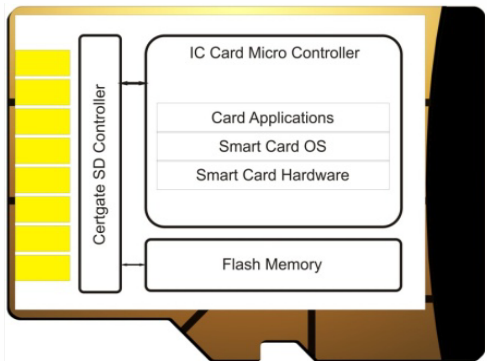 Certgate SD Controller
IC Card Micro Controller
Card Applications
Smart Card OS
Smart Card Hardware
Flash Memory